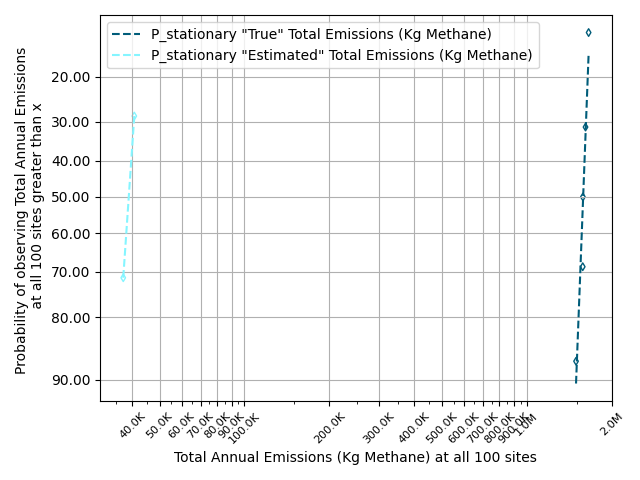 P_stationary "True" Total Emissions (Kg Methane)
P_stationary "Estimated" Total Emissions (Kg Methane)
Probability of observing Total Annual Emissions
at all 100 sites greater than x
20.00
30.00
40.00
50.00
60.00
70.00
80.00
90.00
40.0K
50.0K
60.0K
70.0K
80.0K
90.0K
100.0K
200.0K
300.0K
400.0K
500.0K
600.0K
700.0K
800.0K
900.0K
1.0M
2.0M
Total Annual Emissions (Kg Methane) at all 100 sites